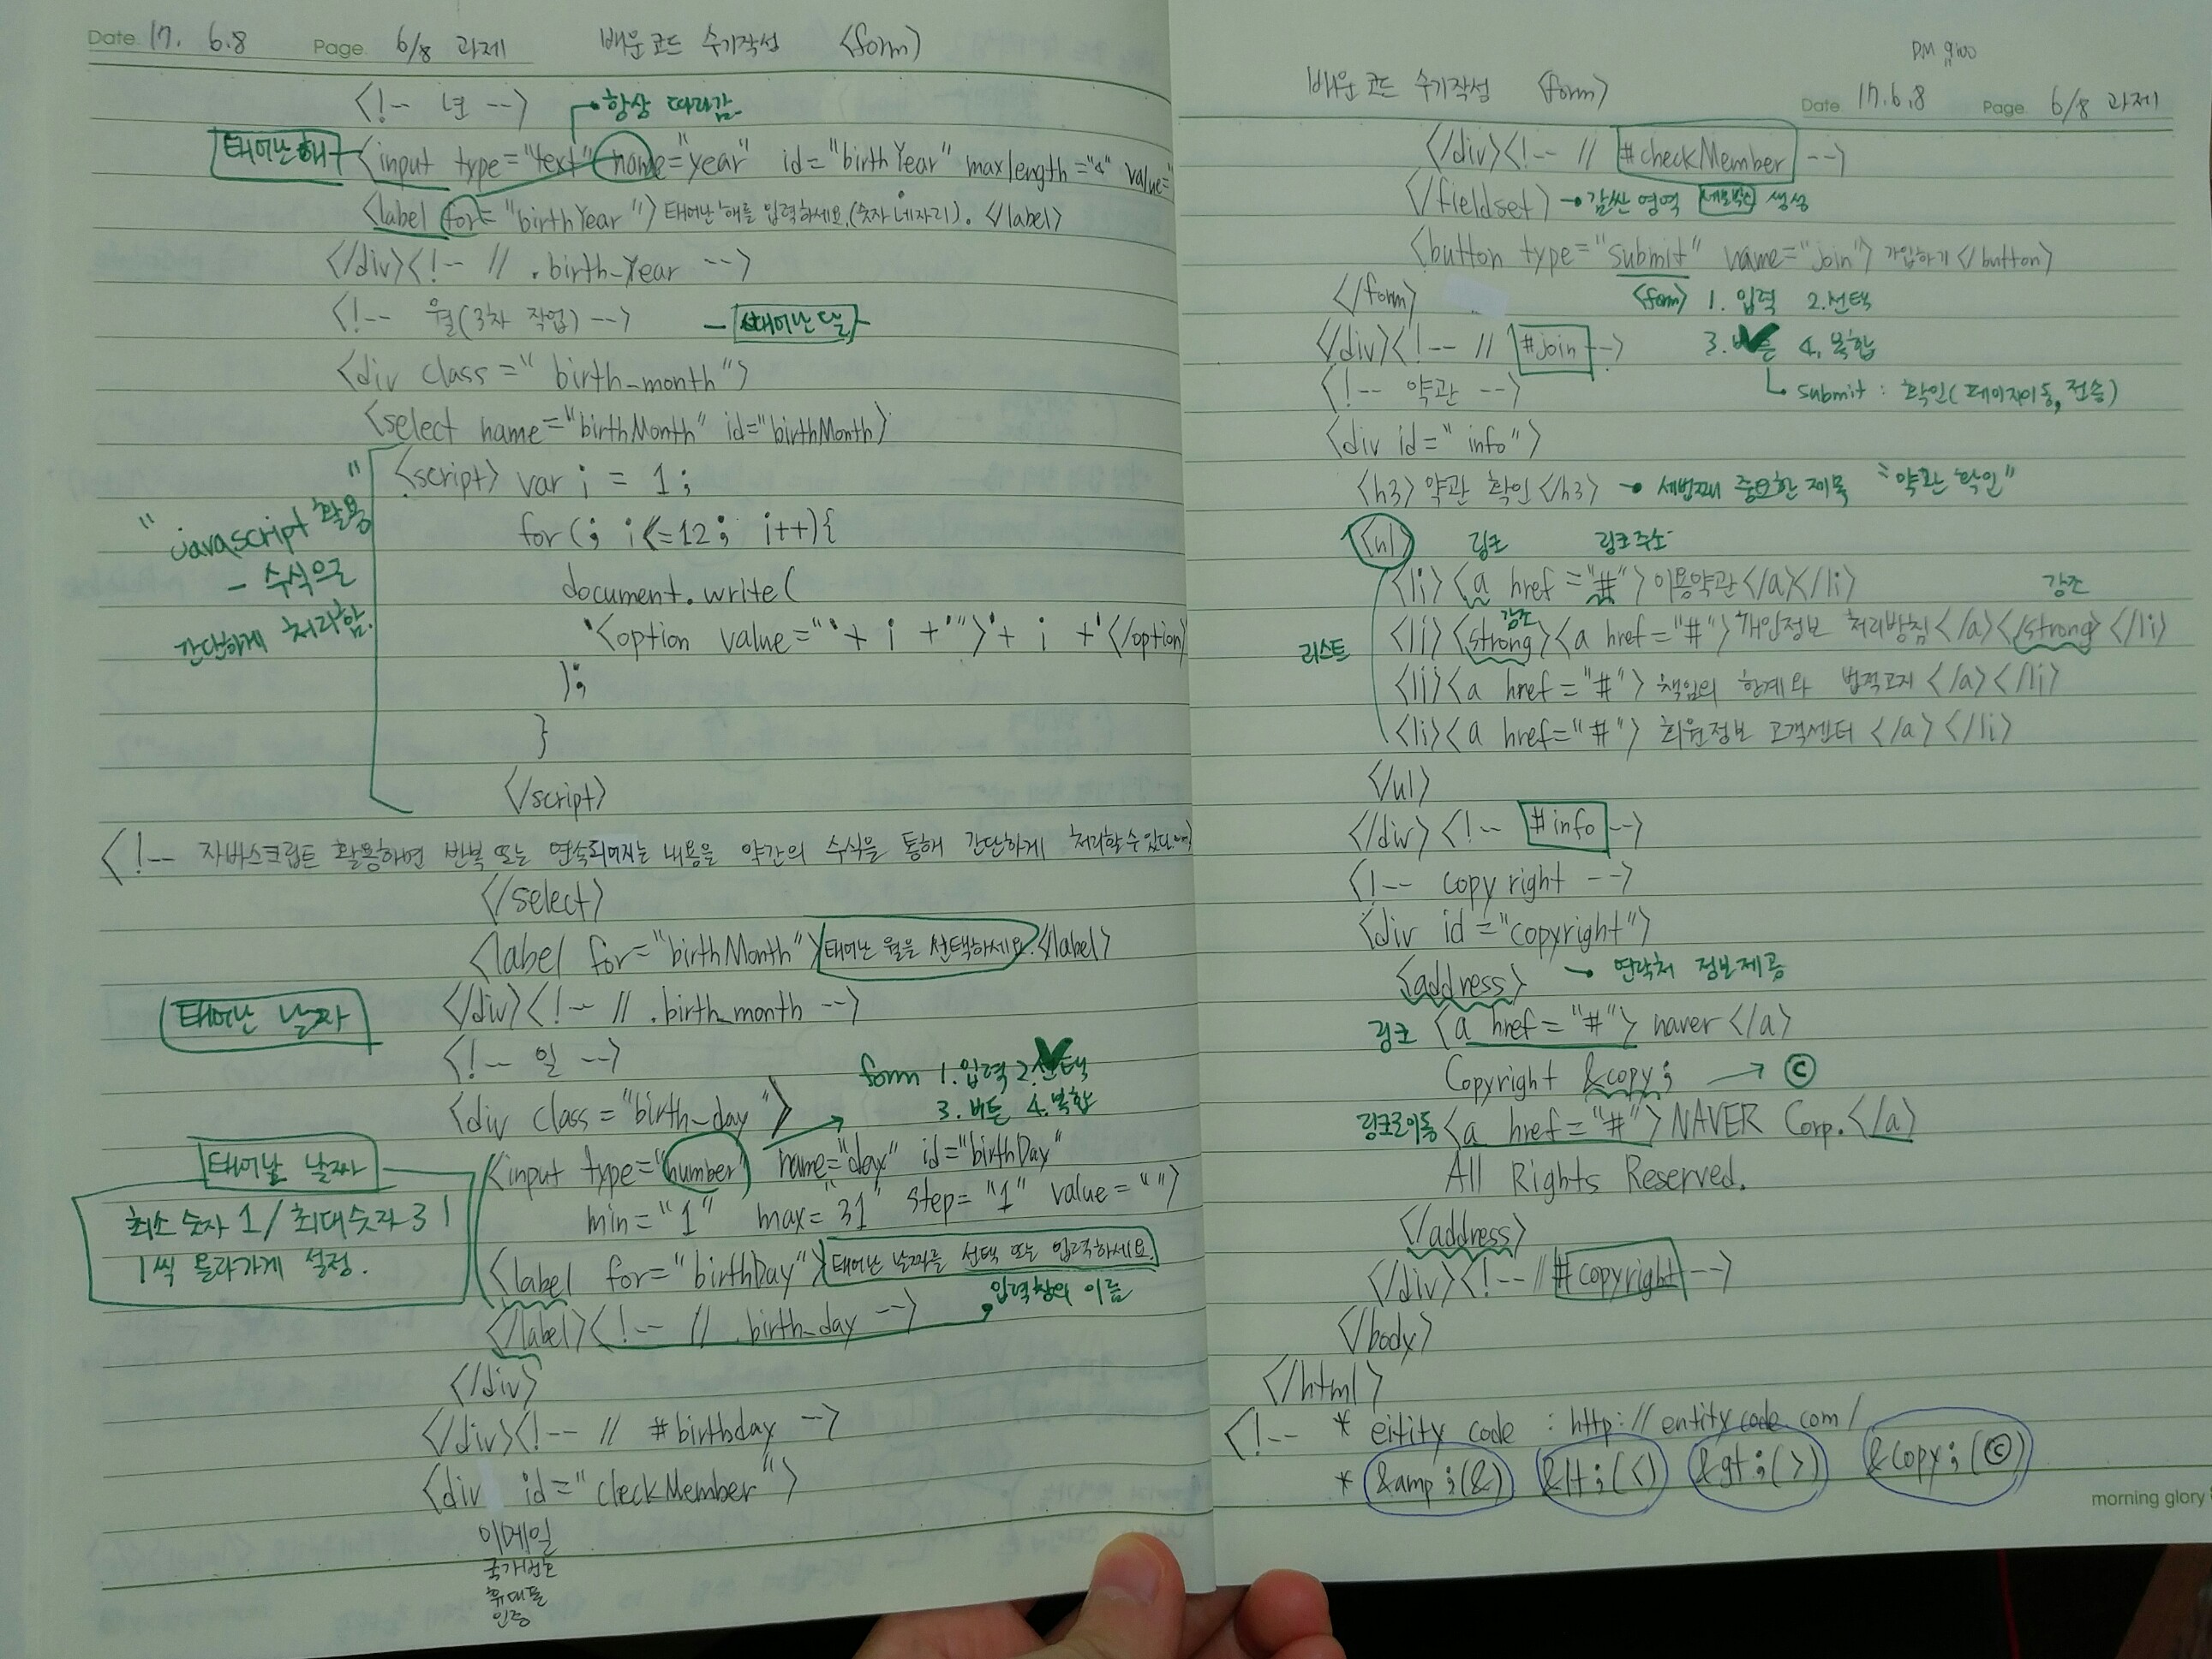 Date. 17. 6.8 Page. 6/8 과제 배운 코드 수기작성 <form>
<!-- 년 -->
항상 따라감.
태어난 해
<input type="text" name="year" id="birthYear" maxlength="4" value="
<label for="birthYear"> 태어난 해를 입력하세요.(숫자 네자리). </label>
</div><!-- // .birth-Year -->
<!-- 월(3차 작업) -->
태어난 달
<div class="birth-month">
<select name="birthMonth" id="birthMonth>
<script> var i = 1;
for(; i<=12; i++){
document.write(
'<option value="'+ i +'">'+ i +'</option>
);
}
</script>
" javascript 활용 "
- 수식으로
간단하게 처리함.
<!-- 자바스크립트 활용하면 반복 또는 연속되어지는 내용을 약간의 수식을 통해 간단하게 처리할 수 있다.-->
</select>
<label for="birthMonth">태어난 월을 선택하세요.</label>
태어난 날짜
</div><!-- // .birth_month -->
<!-- 일 -->
form 1.입력 2.선택
3. 버튼 4.복합
<div class="birth_day">
태어난 날짜
<input type="number" name="day" id="birthDay"
min="1" max="31" step="1" value="">
최소 숫자 1/최대숫자 31
1씩 올라가게 설정.
<label for="birthDay">태어난 날짜를 선택 또는 입력하세요.
입력창의 이름
</label><!-- // .birth_day -->
</div>
</div><!-- // #birthday -->
<div id="cleckMember">
이메일
국가번호
휴대폰
인증
배운 코드 수기작성 <form> Date. 17.6.8 Page. 6/8 과제
</div><!-- // #checkMember -->
</fieldset> → 감싼 영역 생성
<button type="submit" name="join"> 가입하기 </button>
</form>
<form> 1. 입력 2.선택
3. 버튼 4. 복합
</div><!-- // #join -->
submit : 확인(페이지이동, 전송)
<!-- 약관 -->
<div id="info">
<h3> 약관 확인 </h3> → 세번째 중요한 제목 "약관 확인"
<ul>
링크 링크주소
<li><a href="#"> 이용약관 </a></li>
강조 강조
<li><strong><a href="#"> 개인정보 처리방침 </a></strong></li>
리스트
<li><a href="#"> 책임의 한계와 법적고지 </a></li>
<li><a href="#"> 회원정보 고객센터 </a></li>
</ul>
</div> <!-- #info -->
<!-- copyright -->
<div id="copyright">
<address> → 연락처 정보제공
링크 <a href="#"> naver </a>
Copyright &copy; → ©
링크로이동 <a href="#"> NAVER Corp.</a>
All Rights Reserved.
</address>
</div><!-- // #copyright -->
</body>
</html>
<!-- * eitity code : http://entitycode.com/
* &amp;(&) &lt;(<) &gt;(>) &copy;(©)
morning glory